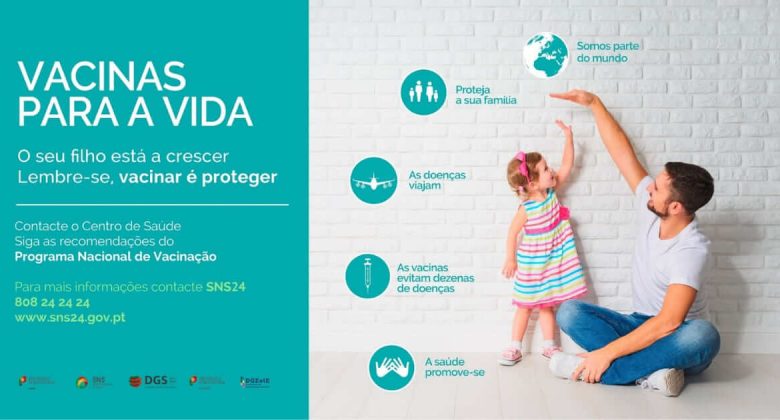 VACINAS
PARA A VIDA
O seu filho está a crescer
Lembre-se, vacinar é proteger
Contacte o Centro de Saúde
Siga as recomendações do
Programa Nacional de Vacinação
Para mais informações contacte SNS24
808 24 24 24
www.sns24.gov.pt
SNS
DGS
DGEstE
Somos parte
do mundo
Proteja
a sua família
As doenças
viajam
As vacinas
evitam dezenas
de doenças
A saúde
promove-se